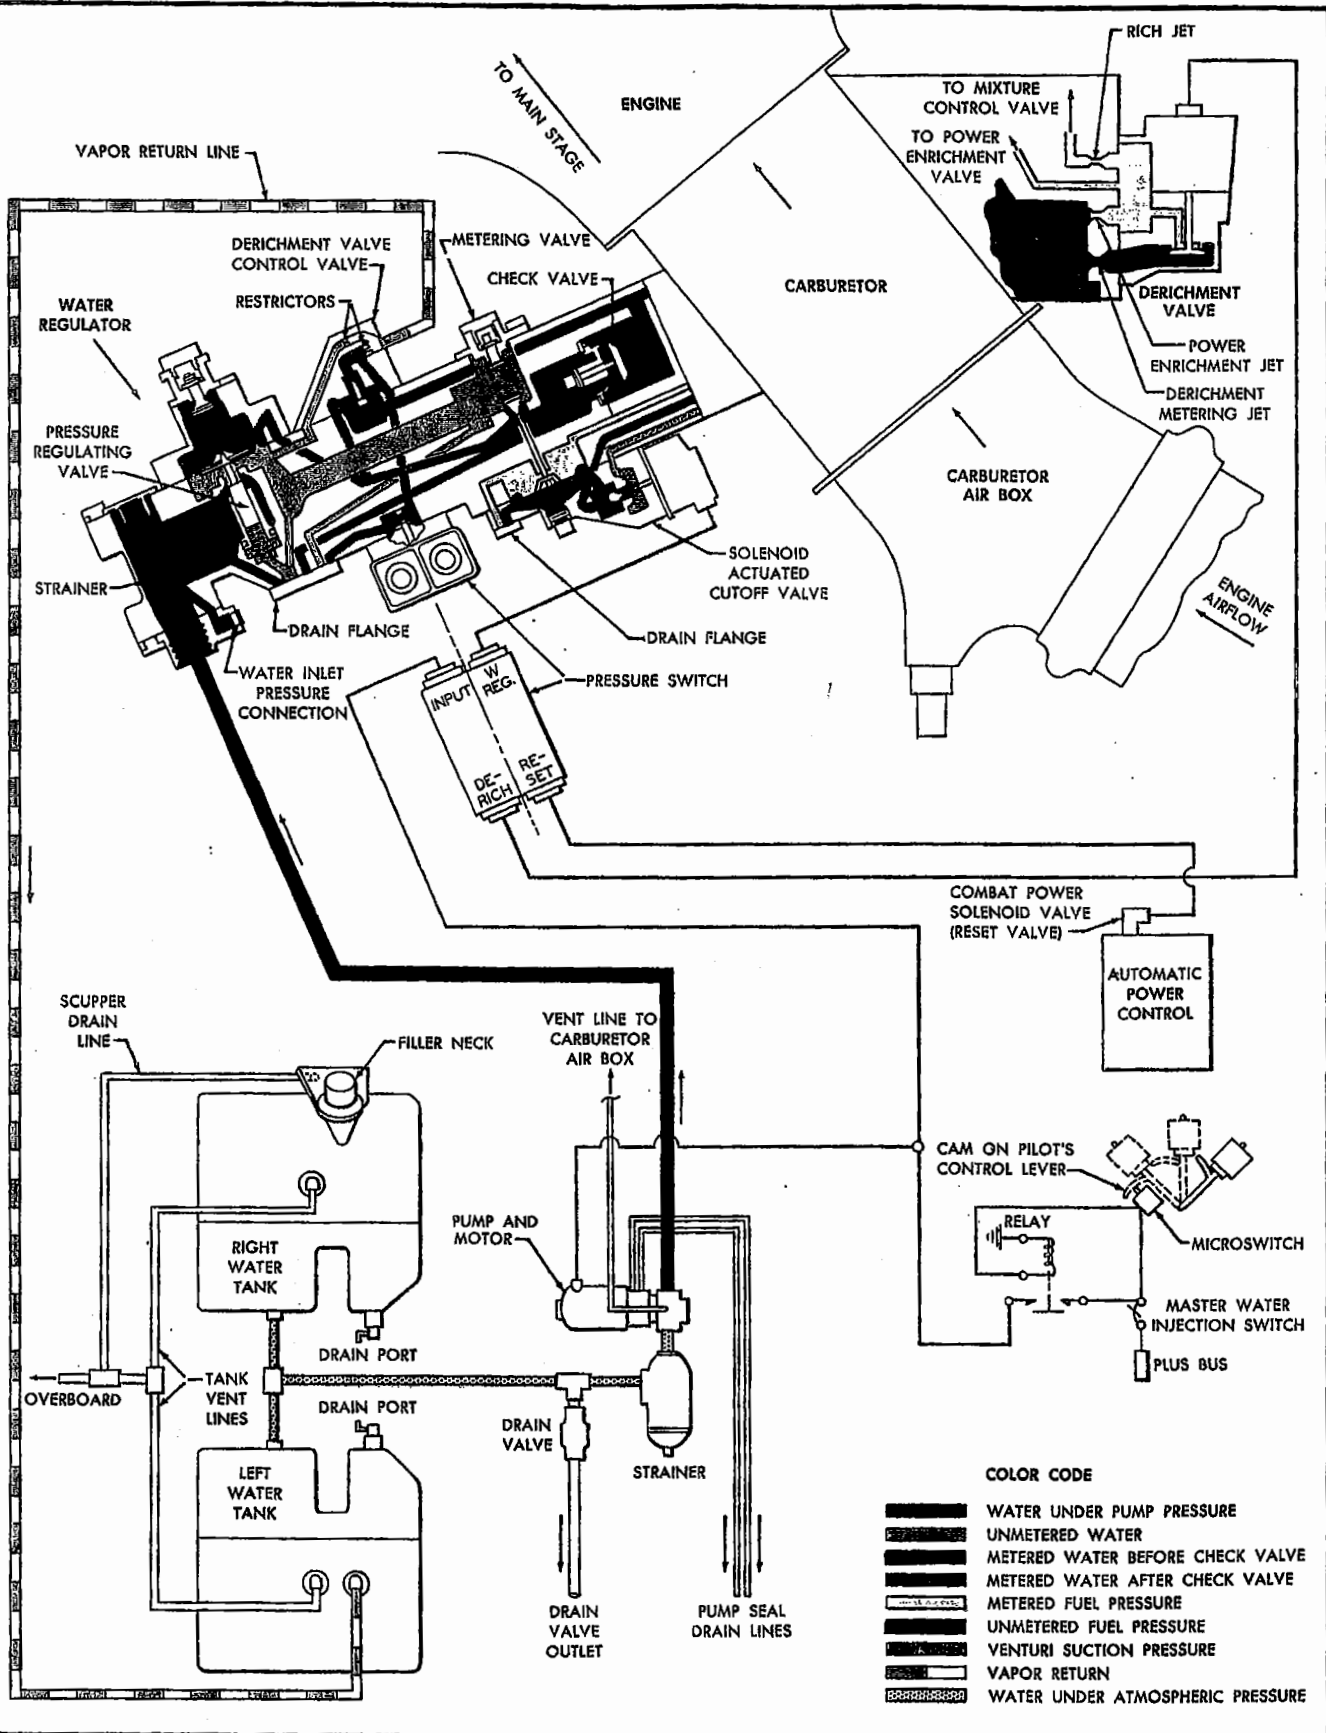 RICH JET
TO MIXTURE
CONTROL VALVE
TO POWER
ENRICHMENT
VALVE
TO MAIN STAGE
ENGINE
VAPOR RETURN LINE
DERICHMENT VALVE
CONTROL VALVE
METERING VALVE
CHECK VALVE
RESTRICTORS
WATER
REGULATOR
CARBURETOR
DERICHMENT
VALVE
POWER
ENRICHMENT JET
DERICHMENT
METERING JET
PRESSURE
REGULATING
VALVE
CARBURETOR
AIR BOX
STRAINER
SOLENOID
ACTUATED
CUTOFF VALVE
ENGINE
AIRFLOW
DRAIN FLANGE
DRAIN FLANGE
WATER INLET
PRESSURE
CONNECTION
PRESSURE SWITCH
INPUT
W
REG.
DE-
RICH
RE-
SET
COMBAT POWER
SOLENOID VALVE
(RESET VALVE)
AUTOMATIC
POWER
CONTROL
SCUPPER
DRAIN
LINE
FILLER NECK
VENT LINE TO
CARBURETOR
AIR BOX
CAM ON PILOT'S
CONTROL LEVER
PUMP AND
MOTOR
RELAY
MICROSWITCH
RIGHT
WATER
TANK
MASTER WATER
INJECTION SWITCH
PLUS BUS
DRAIN PORT
OVERBOARD
TANK
VENT
LINES
DRAIN PORT
DRAIN
VALVE
STRAINER
LEFT
WATER
TANK
DRAIN
VALVE
OUTLET
PUMP SEAL
DRAIN LINES
COLOR CODE
WATER UNDER PUMP PRESSURE
UNMETERED WATER
METERED WATER BEFORE CHECK VALVE
METERED WATER AFTER CHECK VALVE
METERED FUEL PRESSURE
UNMETERED FUEL PRESSURE
VENTURI SUCTION PRESSURE
VAPOR RETURN
WATER UNDER ATMOSPHERIC PRESSURE